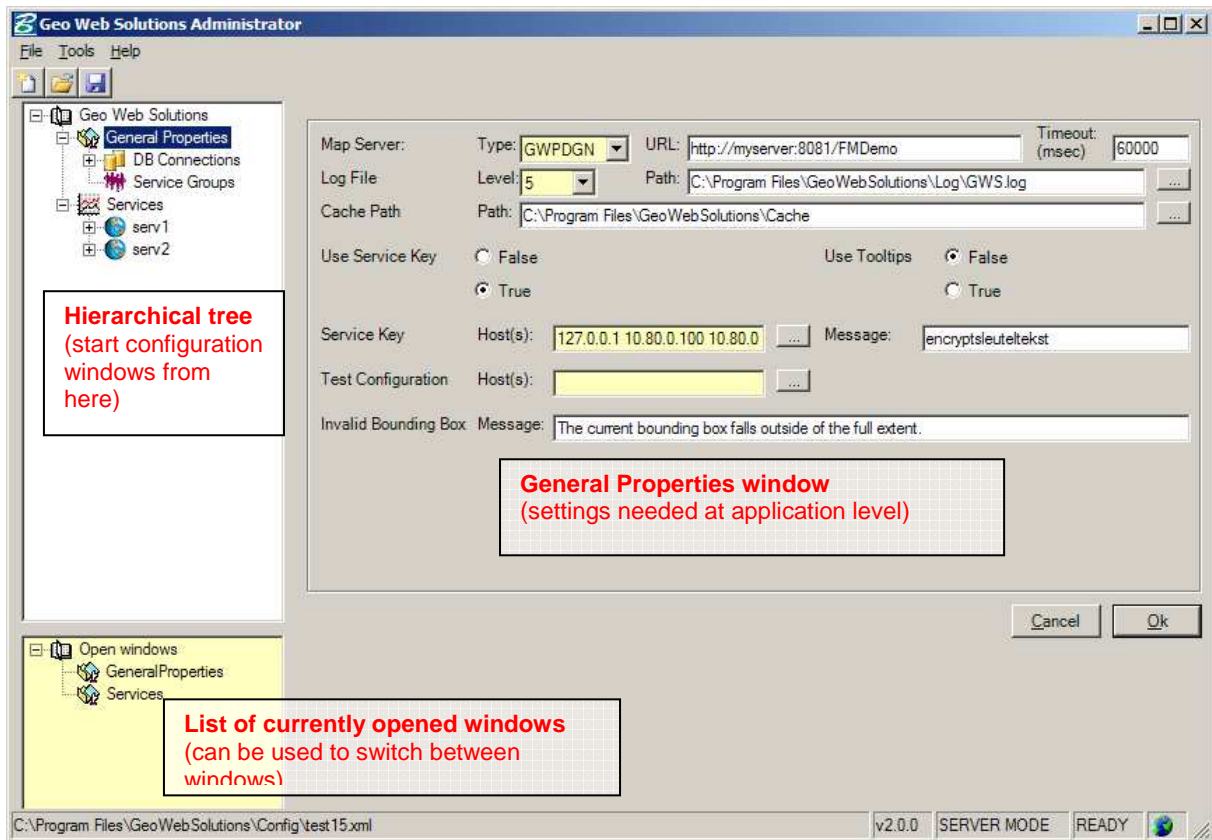 Geo Web Solutions Administrator
File Tools Help
Geo Web Solutions
General Properties
DB Connections
Service Groups
Services
serv1
serv2
Hierarchical tree
(start configuration
windows from
here)
Map Server: Type: GWPDGN URL: http://myserver:8081/FMDemo Timeout: (msec) 60000
Log File Level: 5 Path: C:\Program Files\GeoWebSolutions\Log\GWS.log ...
Cache Path Path: C:\Program Files\GeoWebSolutions\Cache ...
Use Service Key False Use Tooltips False
True True
Service Key Host(s): 127.0.0.1 10.80.0.100 10.80.0 ... Message: encryptsleuteltekst
Test Configuration Host(s): ...
Invalid Bounding Box Message: The current bounding box falls outside of the full extent.
General Properties window
(settings needed at application level)
Cancel Ok
Open windows
GeneralProperties
Services
List of currently opened windows
(can be used to switch between
windows)
C:\Program Files\GeoWebSolutions\Config\test15.xml v2.0.0 SERVER MODE READY